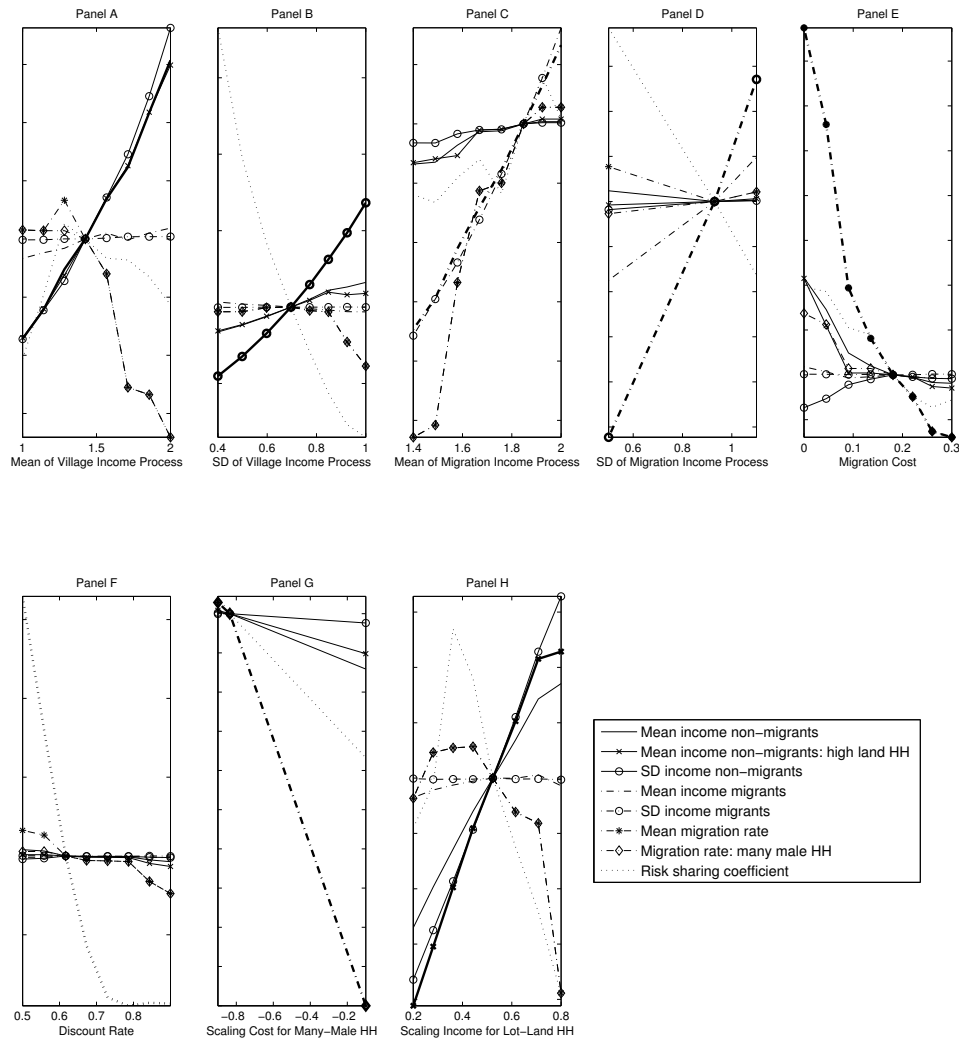 Panel A
Panel B
Panel C
Panel D
Panel E
1 1.5 2
0.4 0.6 0.8 1
1.4 1.6 1.8 2
0.6 0.8 1
0 0.1 0.2 0.3
Mean of Village Income Process
SD of Village Income Process
Mean of Migration Income Process
SD of Migration Income Process
Migration Cost
Panel F
Panel G
Panel H
0.5 0.6 0.7 0.8
−0.8 −0.6 −0.4 −0.2
0.2 0.4 0.6 0.8
Discount Rate
Scaling Cost for Many−Male HH
Scaling Income for Lot−Land HH
Mean income non−migrants
Mean income non−migrants: high land HH
SD income non−migrants
Mean income migrants
SD income migrants
Mean migration rate
Migration rate: many male HH
Risk sharing coefficient